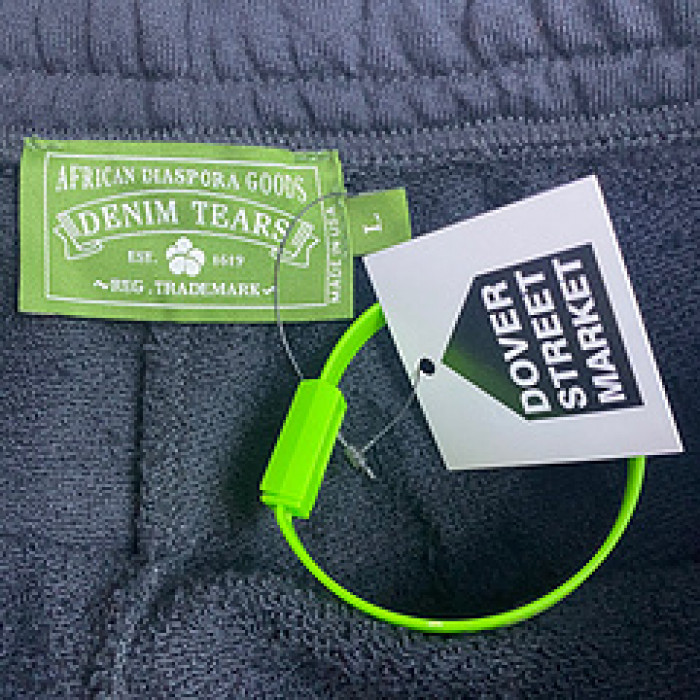 AFRICAN DIASPORA GOODS
DENIM TEARS
EST. 1619
~REG. TRADEMARK~
MADE IN USA
L
DOVER
STREET
MARKET